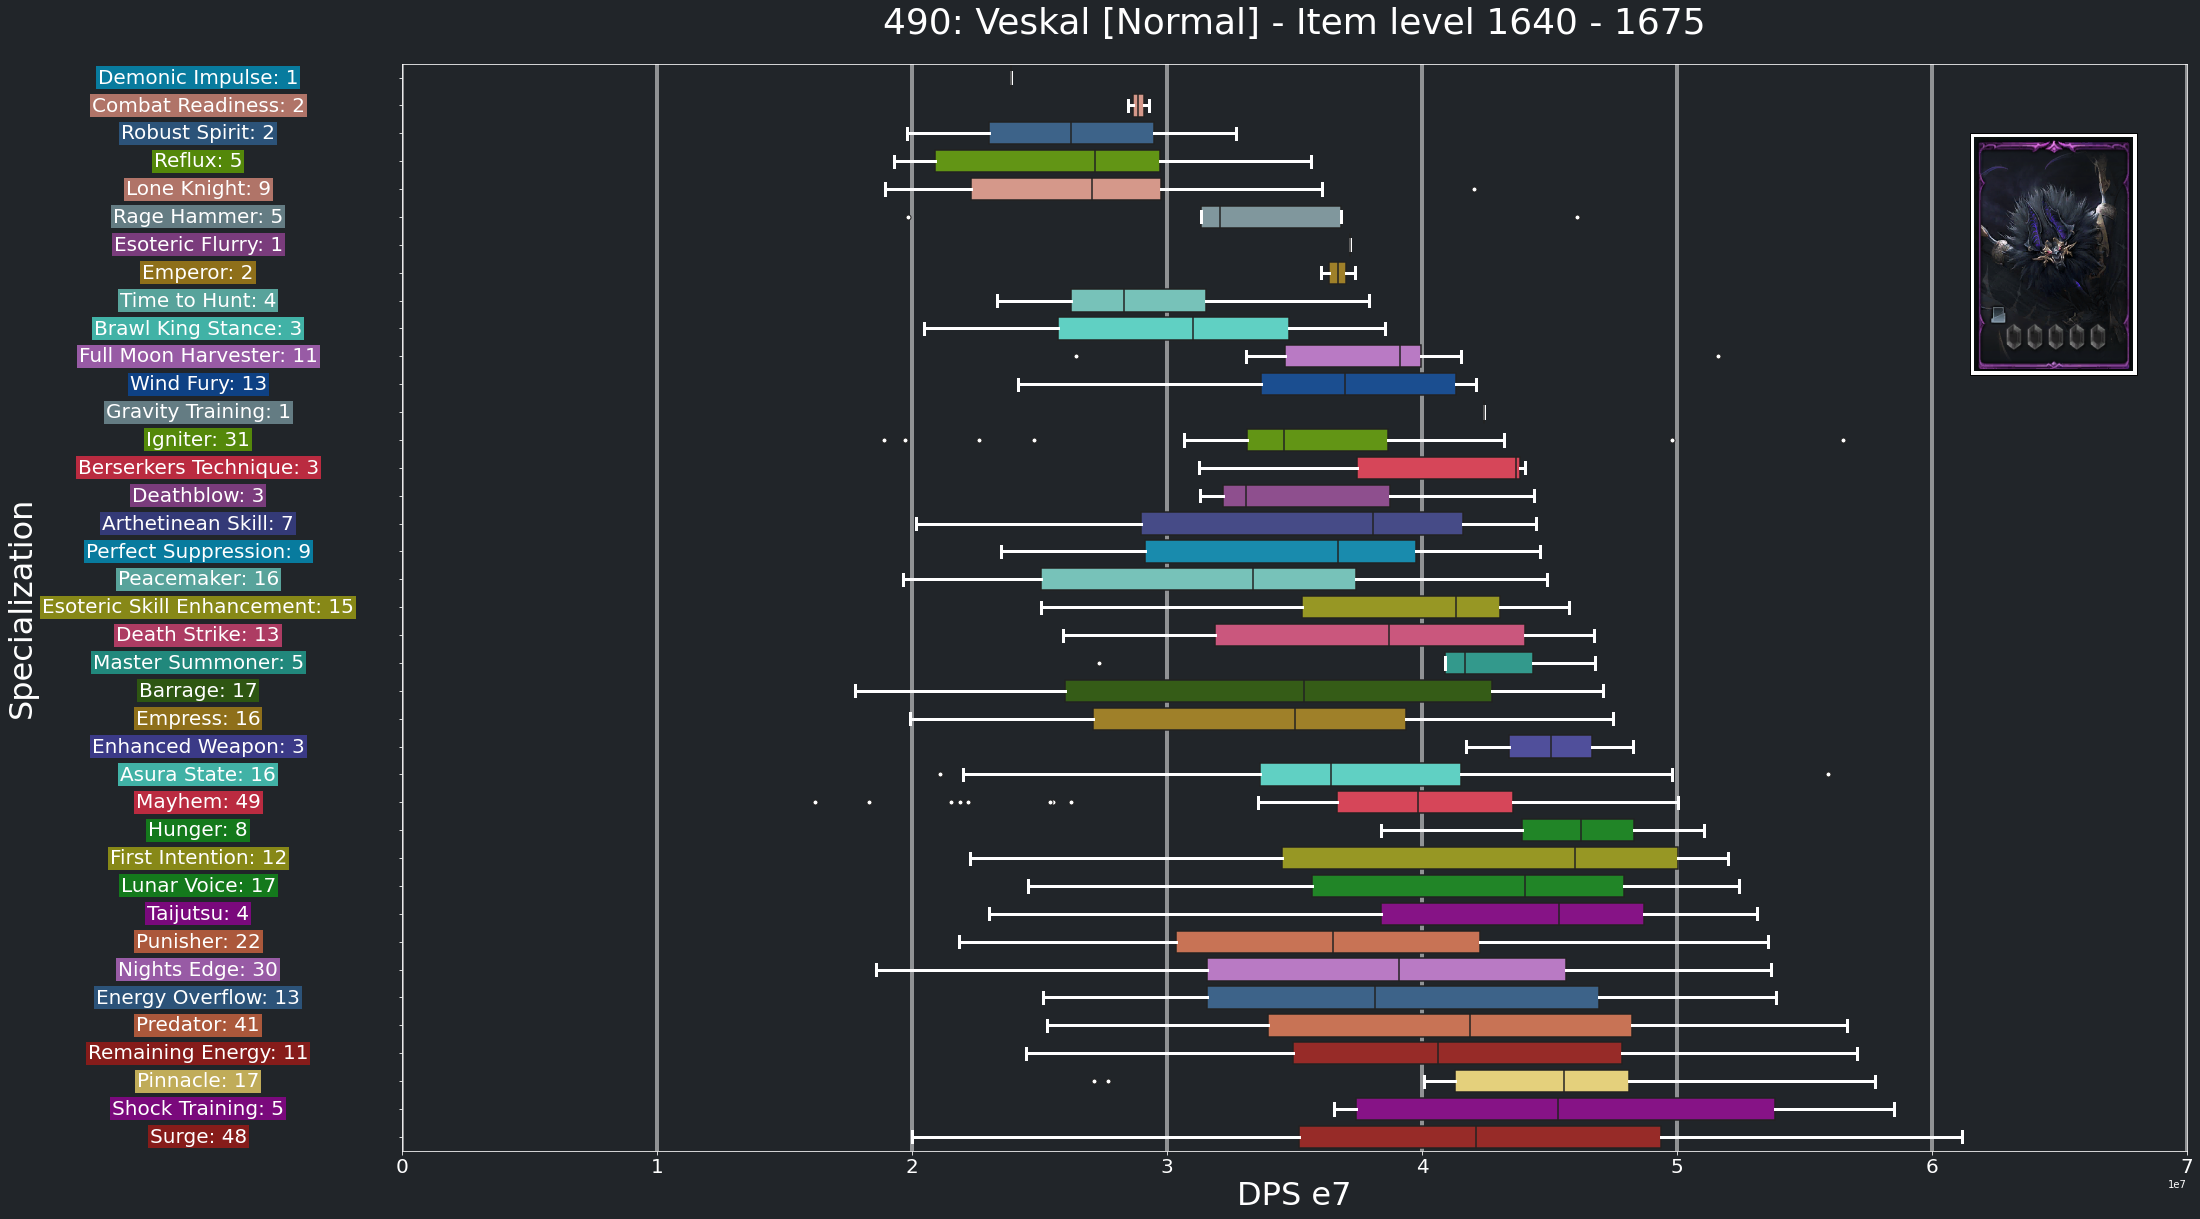 490: Veskal [Normal] - Item level 1640 - 1675
Demonic Impulse: 1
Combat Readiness: 2
Robust Spirit: 2
Reflux: 5
Lone Knight: 9
Rage Hammer: 5
Esoteric Flurry: 1
Emperor: 2
Time to Hunt: 4
Brawl King Stance: 3
Full Moon Harvester: 11
Wind Fury: 13
Gravity Training: 1
Igniter: 31
Berserkers Technique: 3
Deathblow: 3
Arthetinean Skill: 7
Perfect Suppression: 9
Peacemaker: 16
Esoteric Skill Enhancement: 15
Death Strike: 13
Master Summoner: 5
Barrage: 17
Empress: 16
Enhanced Weapon: 3
Asura State: 16
Mayhem: 49
Hunger: 8
First Intention: 12
Lunar Voice: 17
Taijutsu: 4
Punisher: 22
Nights Edge: 30
Energy Overflow: 13
Predator: 41
Remaining Energy: 11
Pinnacle: 17
Shock Training: 5
Surge: 48
Specialization
0 1 2 3 4 5 6 7
DPS e7
1e7